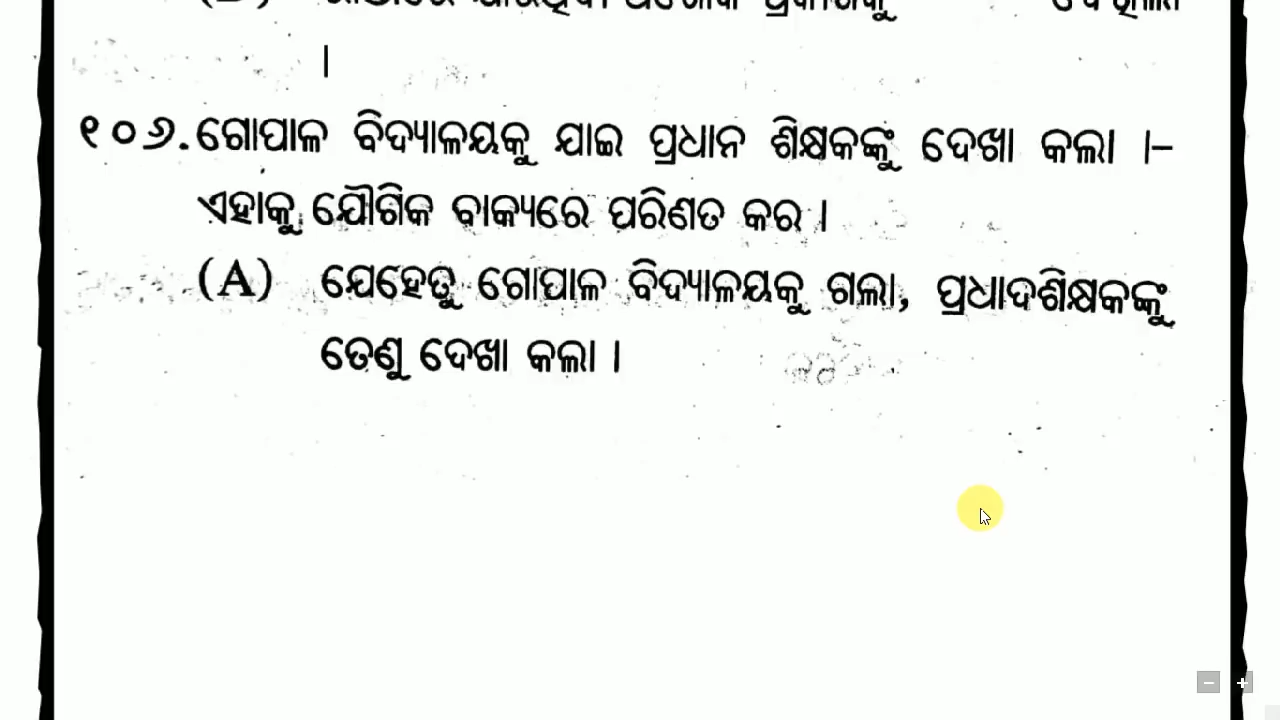 ।
୧୦୬.ଗୋପାଳ ବିଦ୍ୟାଳୟକୁ ଯାଇ ପ୍ରଧାନ ଶିକ୍ଷକଙ୍କୁ ଦେଖା କଲା ।–
ଏହାକୁ ଯୌଗିକ ବାକ୍ୟରେ ପରିଣତ କର ।
(A) ଯେହେତୁ ଗୋପାଳ ବିଦ୍ୟାଳୟକୁ ଗଲା, ପ୍ରଧାଦଶିକ୍ଷକଙ୍କୁ
ତେଣୁ ଦେଖା କଲା ।